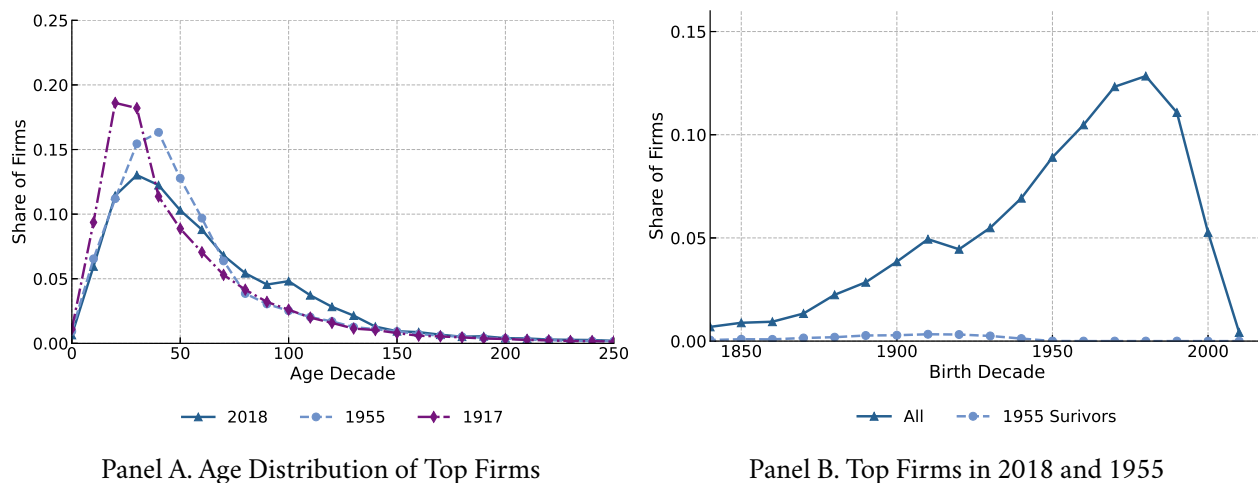 0.25
0.20
0.15
0.10
0.05
0.00
Share of Firms
0 50 100 150 200 250
Age Decade
2018 1955 1917
Panel A. Age Distribution of Top Firms
0.15
0.10
0.05
0.00
Share of Firms
1850 1900 1950 2000
Birth Decade
All 1955 Surivors
Panel B. Top Firms in 2018 and 1955